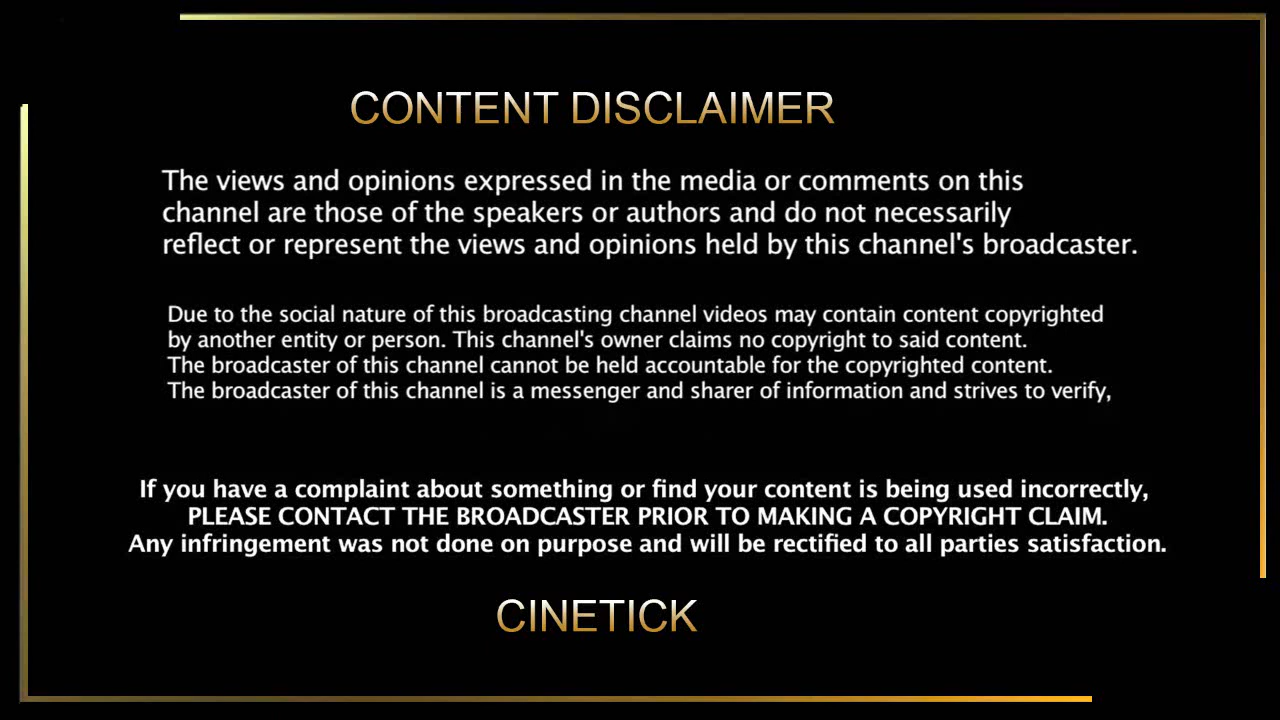 CONTENT DISCLAIMER
The views and opinions expressed in the media or comments on this
channel are those of the speakers or authors and do not necessarily
reflect or represent the views and opinions held by this channel's broadcaster.
Due to the social nature of this broadcasting channel videos may contain content copyrighted
by another entity or person. This channel's owner claims no copyright to said content.
The broadcaster of this channel cannot be held accountable for the copyrighted content.
The broadcaster of this channel is a messenger and sharer of information and strives to verify,
If you have a complaint about something or find your content is being used incorrectly,
PLEASE CONTACT THE BROADCASTER PRIOR TO MAKING A COPYRIGHT CLAIM.
Any infringement was not done on purpose and will be rectified to all parties satisfaction.
CINETICK